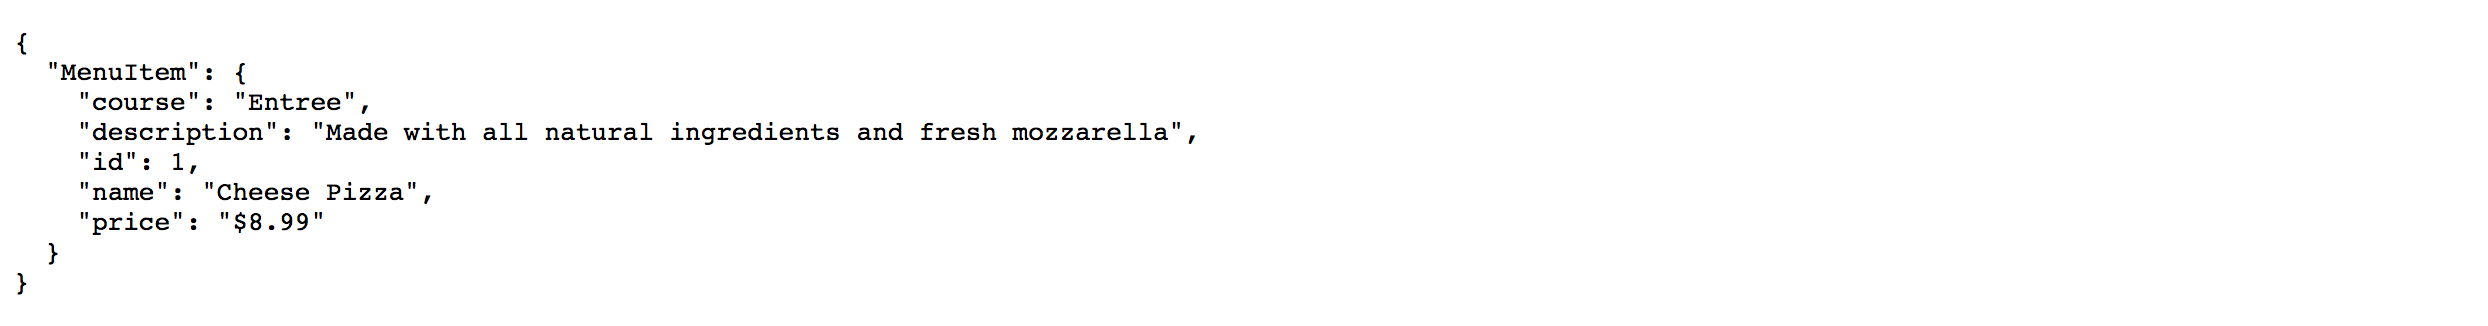 {
  "MenuItem": {
    "course": "Entree",
    "description": "Made with all natural ingredients and fresh mozzarella",
    "id": 1,
    "name": "Cheese Pizza",
    "price": "$8.99"
  }
}